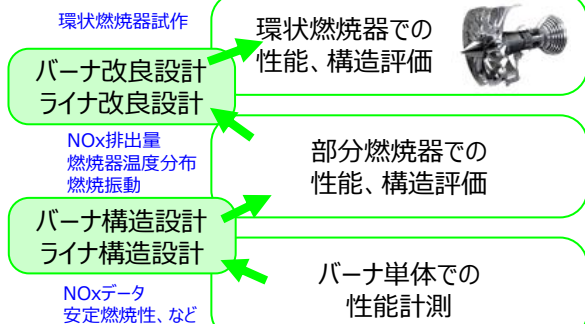 環状燃焼器試作
環状燃焼器での
性能、構造評価
バーナ改良設計
ライナ改良設計
NOx排出量
燃焼器温度分布
燃焼振動
部分燃焼器での
性能、構造評価
バーナ構造設計
ライナ構造設計
NOxデータ
安定燃焼性、など
バーナ単体での
性能計測